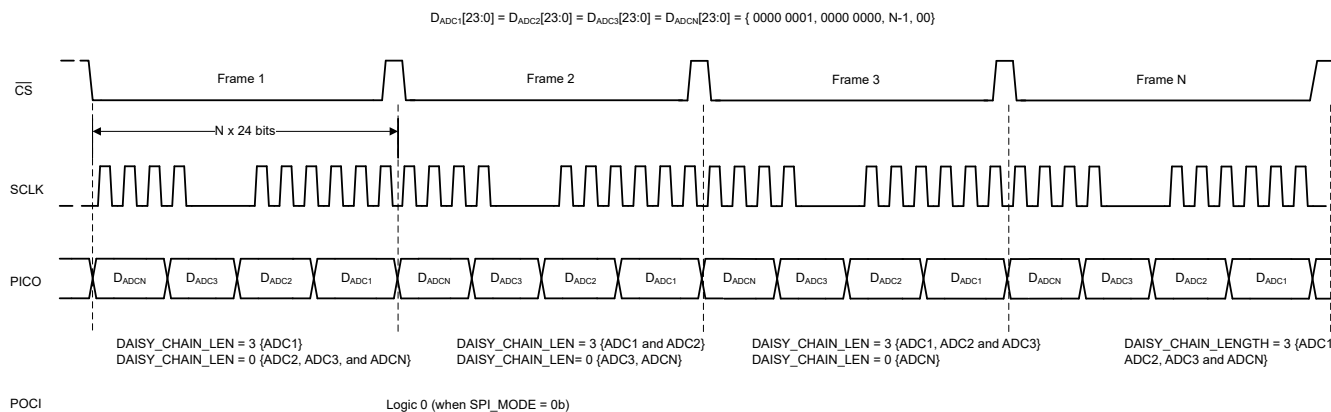 DADC1[23:0] = DADC2[23:0] = DADC3[23:0] = DADCN[23:0] = { 0000 0001, 0000 0000, N-1, 00}
CS
Frame 1
Frame 2
Frame 3
Frame N
N x 24 bits
SCLK
PICO
DADCN
DADC3
DADC2
DADC1
DADCN
DADC3
DADC2
DADC1
DADCN
DADC3
DADC2
DADC1
DADCN
DADC3
DADC2
DADC1
DAISY_CHAIN_LEN = 3 {ADC1}
DAISY_CHAIN_LEN = 0 {ADC2, ADC3, and ADCN}
DAISY_CHAIN_LEN = 3 {ADC1 and ADC2}
DAISY_CHAIN_LEN= 0 {ADC3, ADCN}
DAISY_CHAIN_LEN = 3 {ADC1, ADC2 and ADC3}
DAISY_CHAIN_LEN = 0 {ADCN}
DAISY_CHAIN_LENGTH = 3 {ADC1
ADC2, ADC3 and ADCN}
POCI
Logic 0 (when SPI_MODE = 0b)